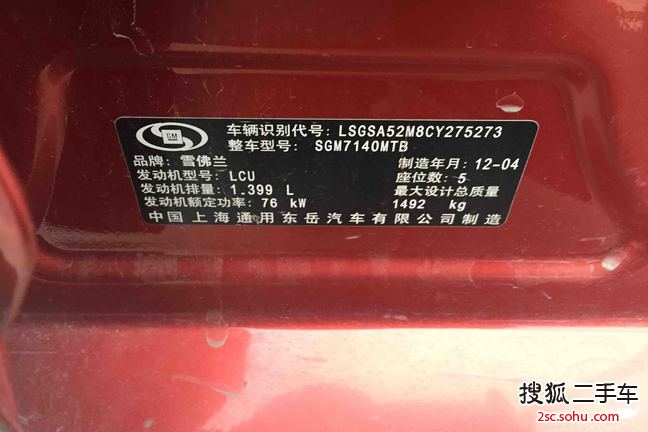 GM
车辆识别代号: LSGSA52M8CY275273
整车型号: SGM7140MTB
品牌: 雪佛兰 制造年月: 12-04
发动机型号: LCU 座位数: 5
发动机排量: 1.399 L 最大设计总质量
发动机额定功率: 76 kW 1492 kg
中国上海通用东岳汽车有限公司制造
搜狐二手车
2sc.sohu.com